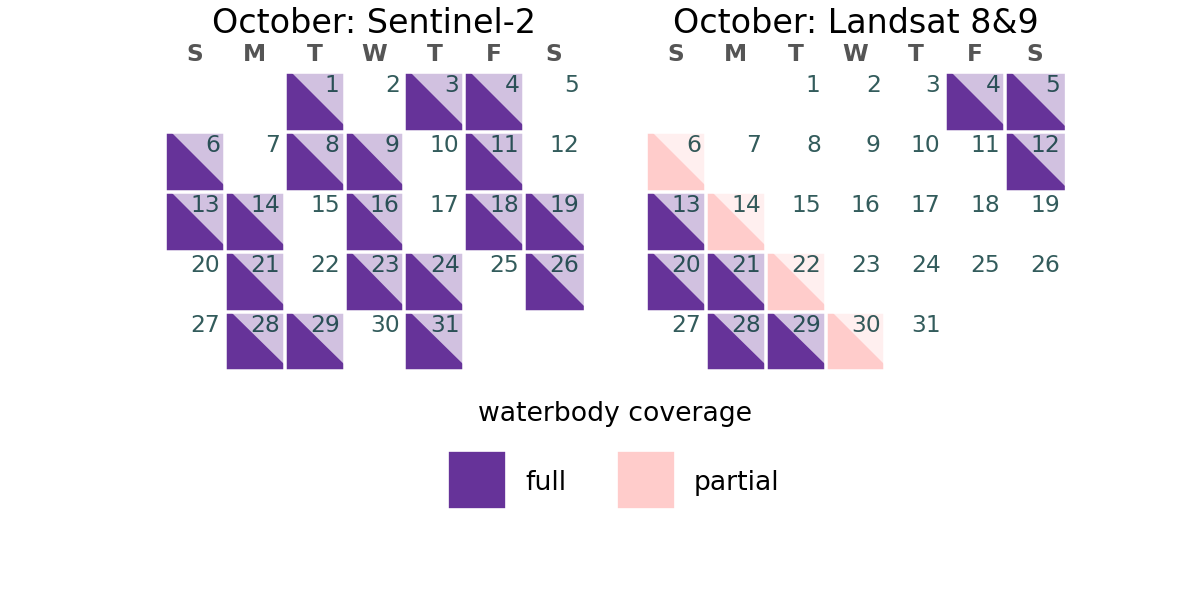 October: Sentinel-2
S M T W T F S
1 2 3 4 5
6 7 8 9 10 11 12
13 14 15 16 17 18 19
20 21 22 23 24 25 26
27 28 29 30 31
October: Landsat 8&9
S M T W T F S
1 2 3 4 5
6 7 8 9 10 11 12
13 14 15 16 17 18 19
20 21 22 23 24 25 26
27 28 29 30 31
waterbody coverage
full partial